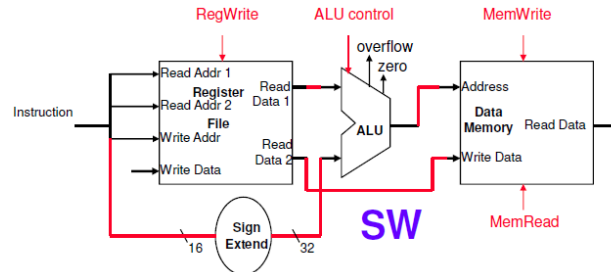 RegWrite
ALU control
MemWrite
overflow
zero
Instruction
Read Addr 1
Read Addr 2
Write Addr
Write Data
Register
File
Read
Data 1
Read
Data 2
ALU
Address
Data
Memory
Read Data
Write Data
Sign
Extend
16
32
SW
MemRead